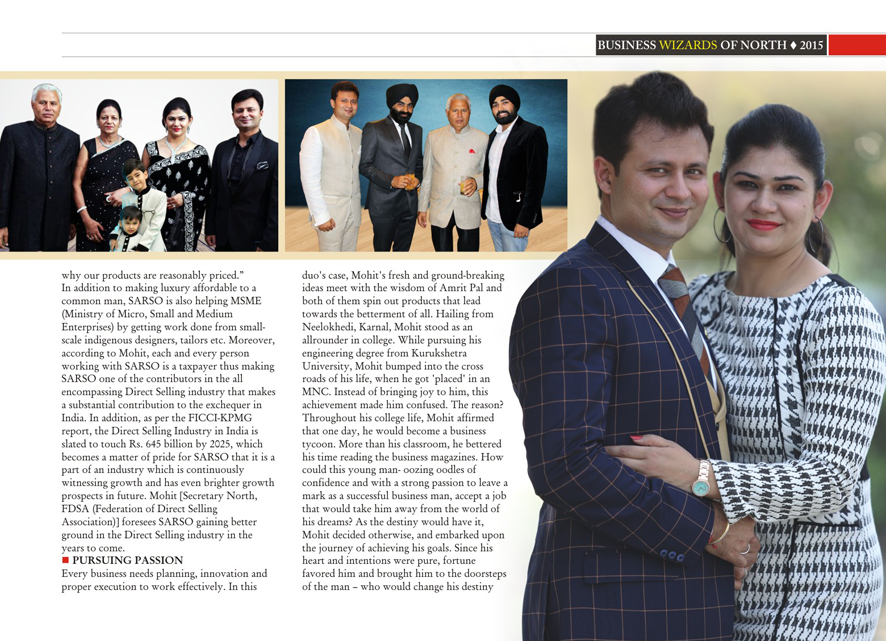 BUSINESS WIZARDS OF NORTH ♦ 2015
why our products are reasonably priced.”
In addition to making luxury affordable to a
common man, SARSO is also helping MSME
(Ministry of Micro, Small and Medium
Enterprises) by getting work done from small-
scale indigenous designers, tailors etc. Moreover,
according to Mohit, each and every person
working with SARSO is a taxpayer thus making
SARSO one of the contributors in the all
encompassing Direct Selling industry that makes
a substantial contribution to the exchequer in
India. In addition, as per the FICCI-KPMG
report, the Direct Selling Industry in India is
slated to touch Rs. 645 billion by 2025, which
becomes a matter of pride for SARSO that it is a
part of an industry which is continuously
witnessing growth and has even brighter growth
prospects in future. Mohit [Secretary North,
FDSA (Federation of Direct Selling
Association)] foresees SARSO gaining better
ground in the Direct Selling industry in the
years to come.
■ PURSUING PASSION
Every business needs planning, innovation and
proper execution to work effectively. In this
duo's case, Mohit's fresh and ground-breaking
ideas meet with the wisdom of Amrit Pal and
both of them spin out products that lead
towards the betterment of all. Hailing from
Neelokhedi, Karnal, Mohit stood as an
allrounder in college. While pursuing his
engineering degree from Kurukshetra
University, Mohit bumped into the cross
roads of his life, when he got 'placed' in an
MNC. Instead of bringing joy to him, this
achievement made him confused. The reason?
Throughout his college life, Mohit affirmed
that one day, he would become a business
tycoon. More than his classroom, he bettered
his time reading the business magazines. How
could this young man- oozing oodles of
confidence and with a strong passion to leave a
mark as a successful business man, accept a job
that would take him away from the world of
his dreams? As the destiny would have it,
Mohit decided otherwise, and embarked upon
the journey of achieving his goals. Since his
heart and intentions were pure, fortune
favored him and brought him to the doorsteps
of the man – who would change his destiny